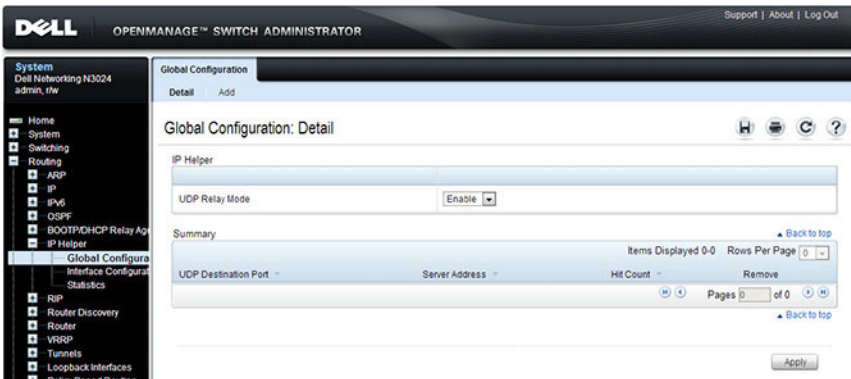 DELL
OPENMANAGE™ SWITCH ADMINISTRATOR
Support | About | Log Out
System
Dell Networking N3024
admin, r/w
Home
System
Switching
Routing
ARP
IP
IPv6
OSPF
BOOTP/DHCP Relay Age
IP Helper
Global Configura
Interface Configurat
Statistics
RIP
Router Discovery
Router
VRRP
Tunnels
Loopback Interfaces
Global Configuration
Detail Add
Global Configuration: Detail
?
IP Helper
UDP Relay Mode Enable
Summary Back to top
Items Displayed 0-0 Rows Per Page 0
UDP Destination Port Server Address Hit Count Remove
Pages 0 of 0
Back to top
Apply